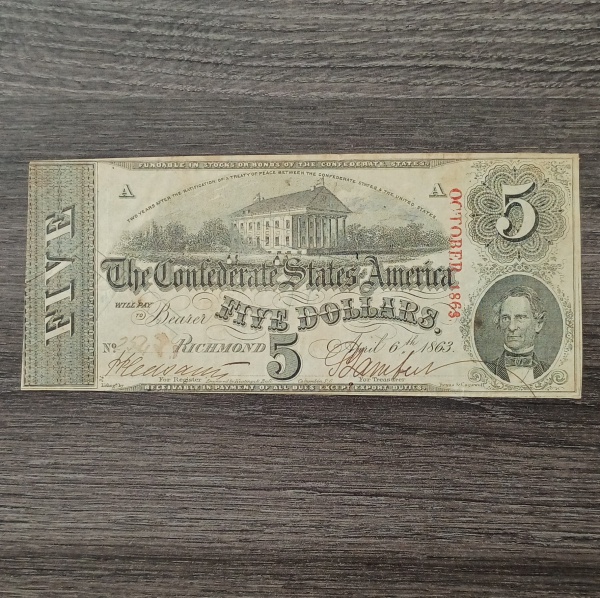 FUNDABLE IN STOCKS OR BONDS OF THE CONFEDERATE STATES
TWO YEARS AFTER THE RATIFICATION OF A TREATY OF PEACE BETWEEN THE CONFEDERATE STATES & THE UNITED STATES
A
A
5
FIVE
OCTOBER 1863
The Confederate States America
WILL PAY TO Bearer FIVE DOLLARS.
No RICHMOND 5 April 6th 1863.
For Register
For Treasurer
RECEIVABLE IN PAYMENT OF ALL DUES EXCEPT EXPORT DUTIES